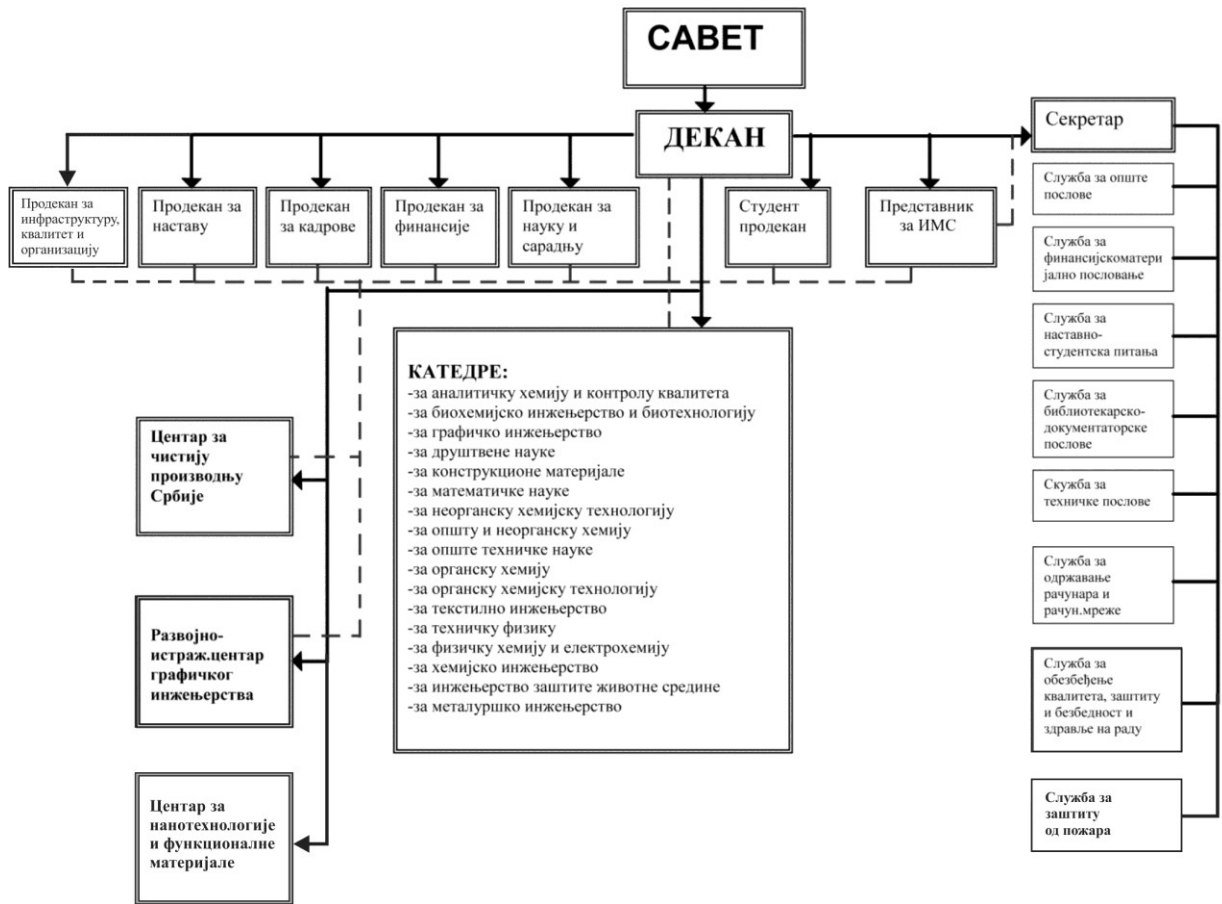 САВЕТ
ДЕКАН
Секретар
Продекан за
инфраструктуру,
квалитет и
организацију
Продекан за
наставу
Продекан
за кадрове
Продекан за
финансије
Продекан за
науку и
сарадњу
Студент
продекан
Представник
за ИМС
Служба за опште
послове
Служба за
финансијскоматери
јално пословање
Служба за
наставно-
студентска питања
Служба за
библиотекарско-
документаторске
послове
Скужба за
техничке послове
Служба за
одржавање
рачунара и
рачун.мреже
Служба за
обезбеђење
квалитета, заштиту
и безбедност и
здравље на раду
Служба за
заштиту
од пожара
КАТЕДРЕ:
-за аналитичку хемију и контролу квалитета
-за биохемијско инжењерство и биотехнологију
-за графичко инжењерство
-за друштвене науке
-за конструкционе материјале
-за математичке науке
-за неорганску хемијску технологију
-за општу и неорганску хемију
-за опште техничке науке
-за органску хемију
-за органску хемијску технологију
-за текстилно инжењерство
-за техничку физику
-за физичку хемију и електрохемију
-за хемијско инжењерство
-за инжењерство заштите животне средине
-за металуршко инжењерство
Центар за
чистију
производњу
Србије
Развојно-
истраж.центар
графичког
инжењерства
Центар за
нанотехнологије
и функционалне
материјале